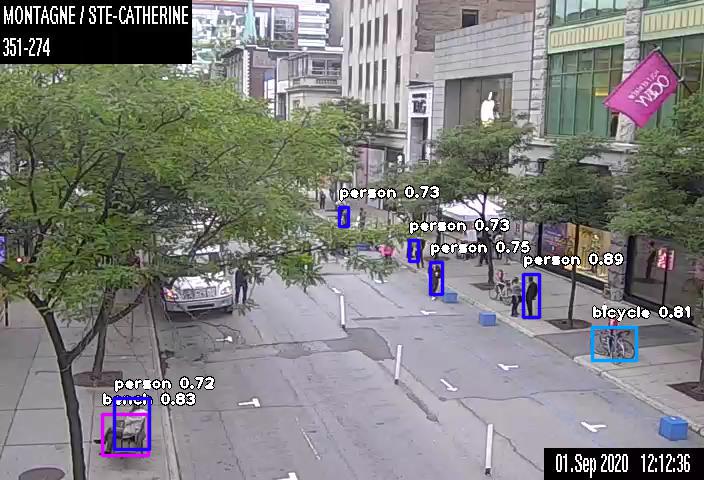 MONTAGNE / STE-CATHERINE
351-274
person 0.73
person 0.73
person 0.75
person 0.89
bicycle 0.81
person 0.72
bench 0.83
OGILVY
01.Sep 2020 12:12:36